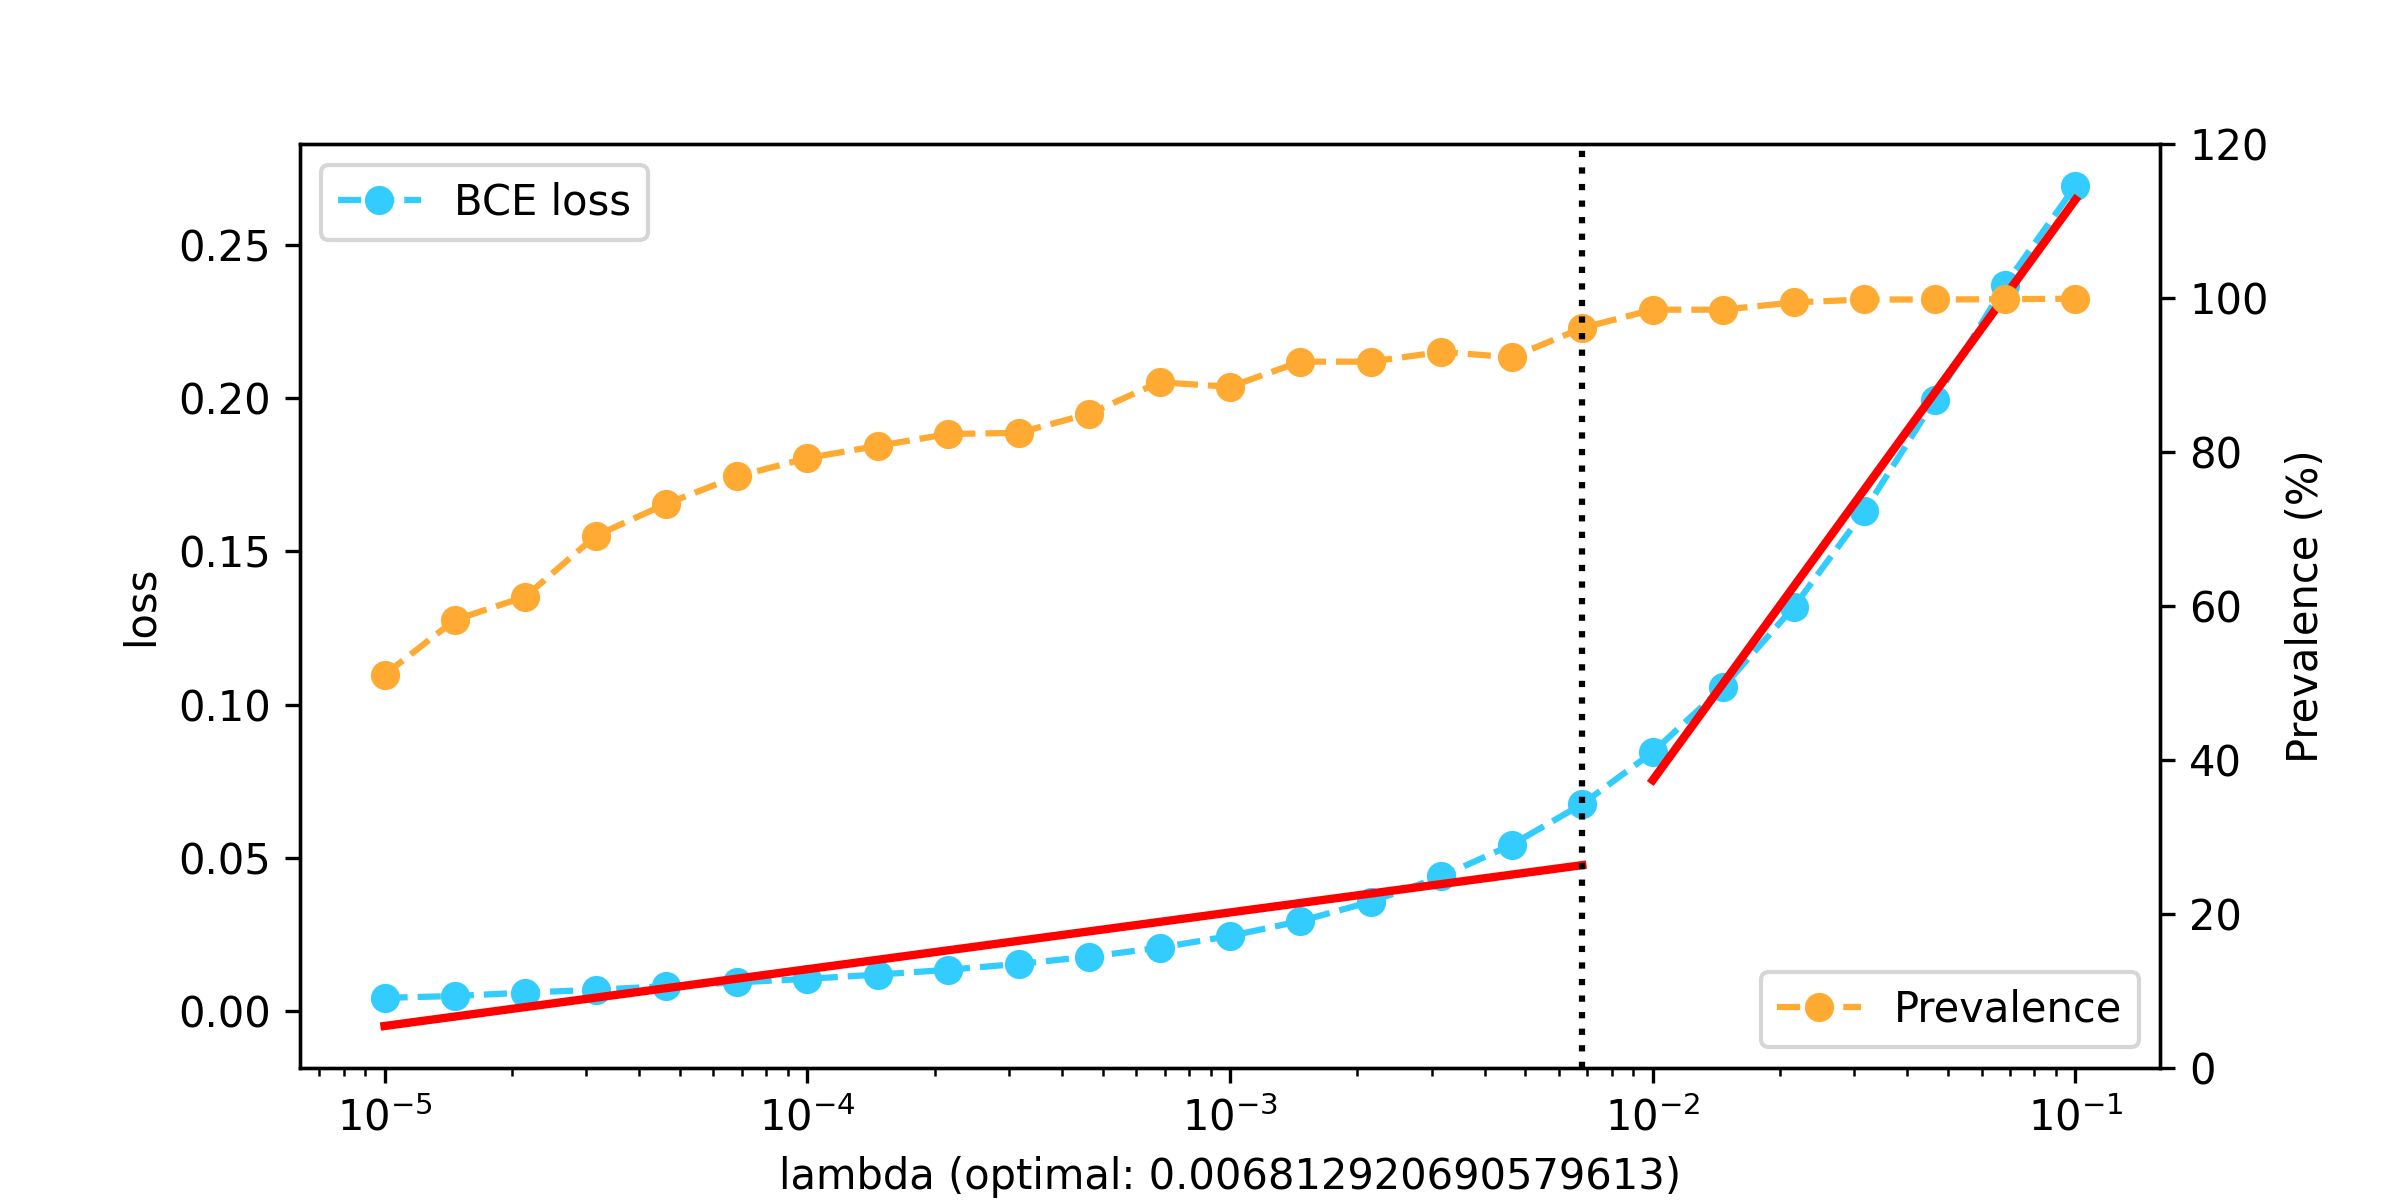 BCE loss
0.25
0.20
0.15
0.10
0.05
0.00
loss
120
100
80
60
40
20
0
Prevalence (%)
Prevalence
10⁻⁵ 10⁻⁴ 10⁻³ 10⁻² 10⁻¹
lambda (optimal: 0.006812920690579613)